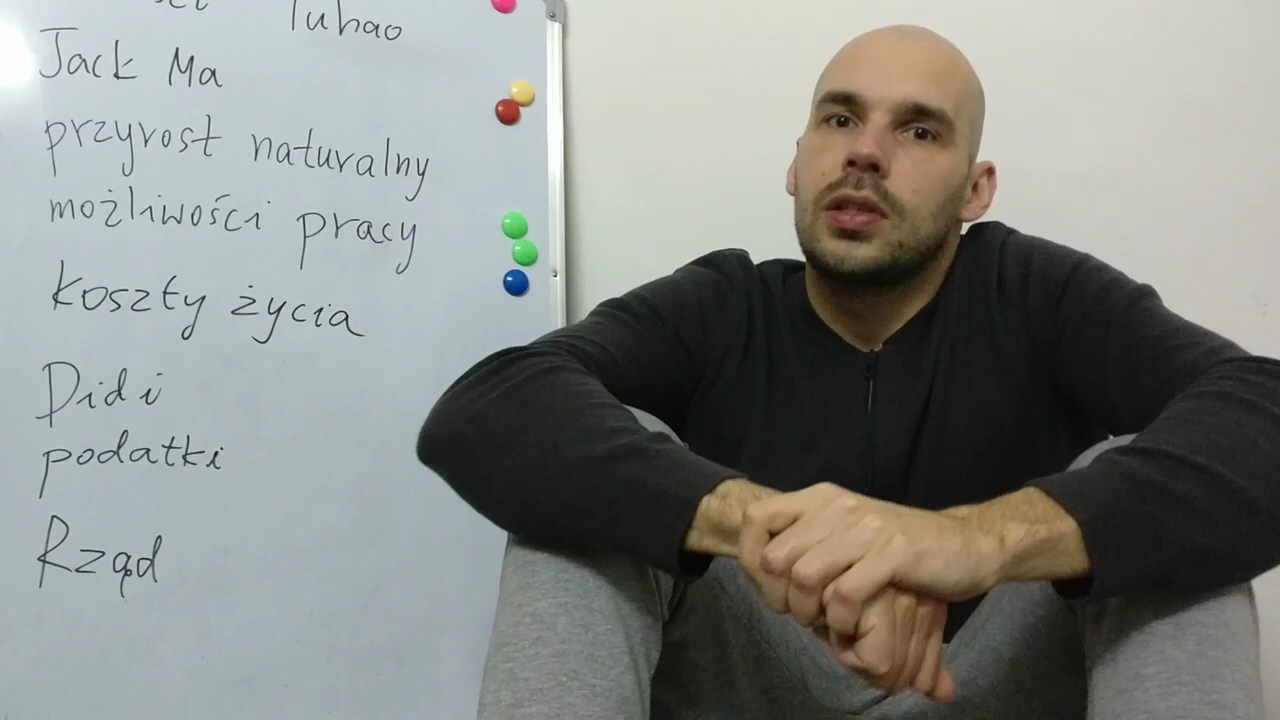 Tuhao
Jack Ma
przyrost naturalny
możliwości pracy
Koszty życia
Didi
podatki
Rząd